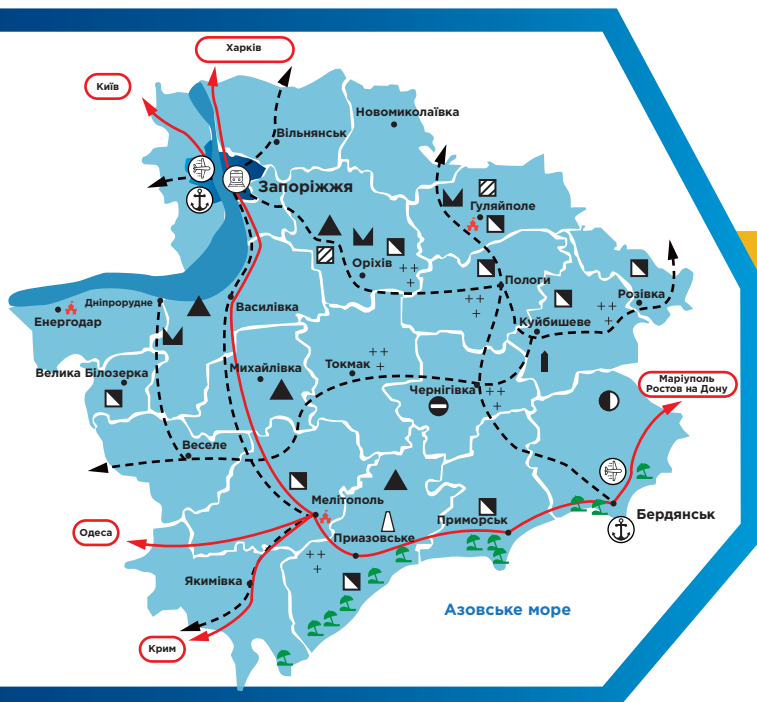 Харків
Київ
Новомиколаївка
Вільнянськ
Запоріжжя
Гуляйполе
Оріхів
Пологи
Розівка
Дніпрорудне
Василівка
Енергодар
Куйбишеве
Велика Білозерка
Михайлівка
Токмак
Чернігівка
Маріуполь
Ростов на Дону
Веселе
Мелітополь
Приазовське
Приморськ
Бердянськ
Одеса
Якимівка
Азовське море
Крим